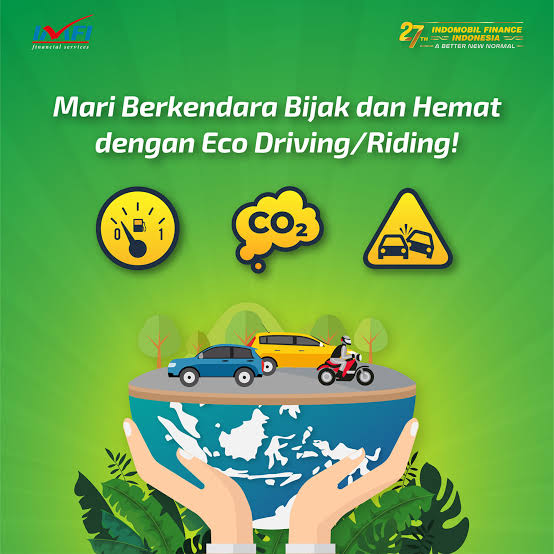 IMFI
financial services
27TH INDOMOBIL FINANCE
INDONESIA
A BETTER NEW NORMAL
Mari Berkendara Bijak dan Hemat
dengan Eco Driving/Riding!
0 1
CO2